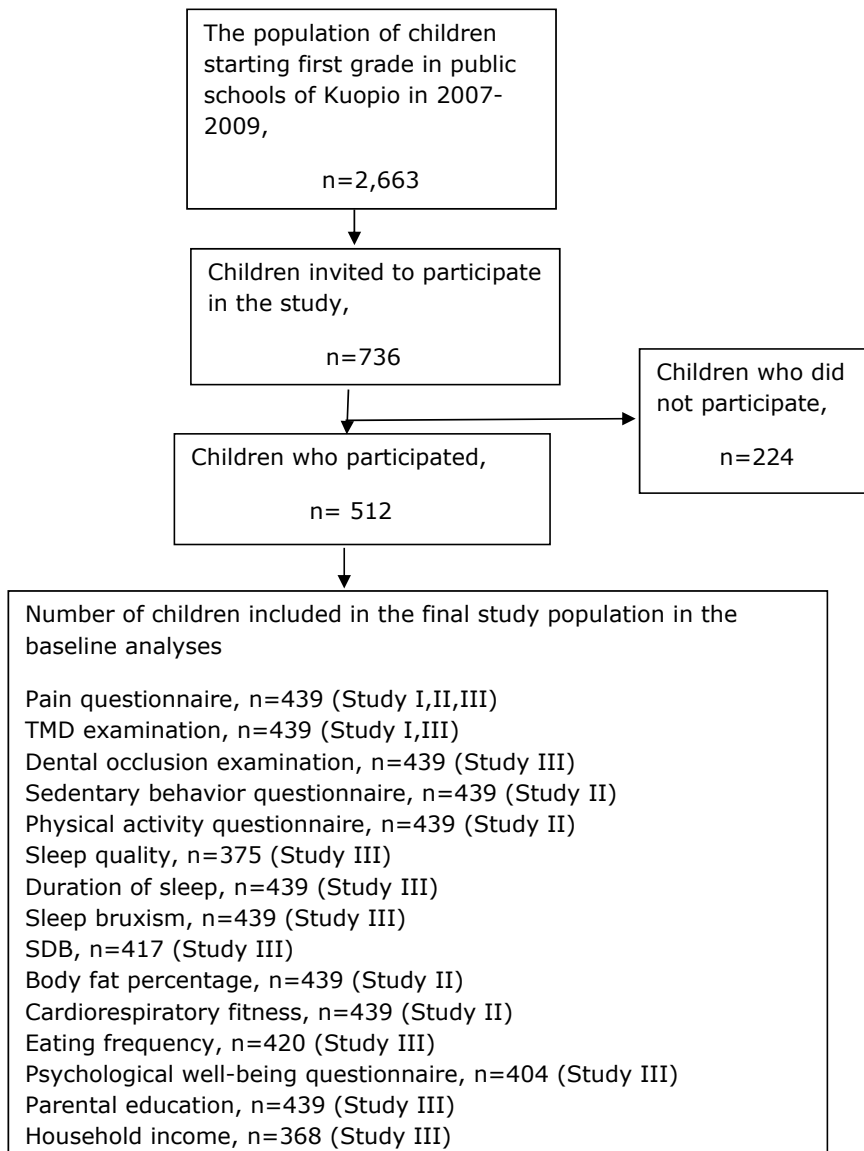 The population of children
starting first grade in public
schools of Kuopio in 2007-
2009,
n=2,663
Children invited to participate
in the study,
n=736
Children who did
not participate,
n=224
Children who participated,
n= 512
Number of children included in the final study population in the
baseline analyses
Pain questionnaire, n=439 (Study I,II,III)
TMD examination, n=439 (Study I,III)
Dental occlusion examination, n=439 (Study III)
Sedentary behavior questionnaire, n=439 (Study II)
Physical activity questionnaire, n=439 (Study II)
Sleep quality, n=375 (Study III)
Duration of sleep, n=439 (Study III)
Sleep bruxism, n=439 (Study III)
SDB, n=417 (Study III)
Body fat percentage, n=439 (Study II)
Cardiorespiratory fitness, n=439 (Study II)
Eating frequency, n=420 (Study III)
Psychological well-being questionnaire, n=404 (Study III)
Parental education, n=439 (Study III)
Household income, n=368 (Study III)